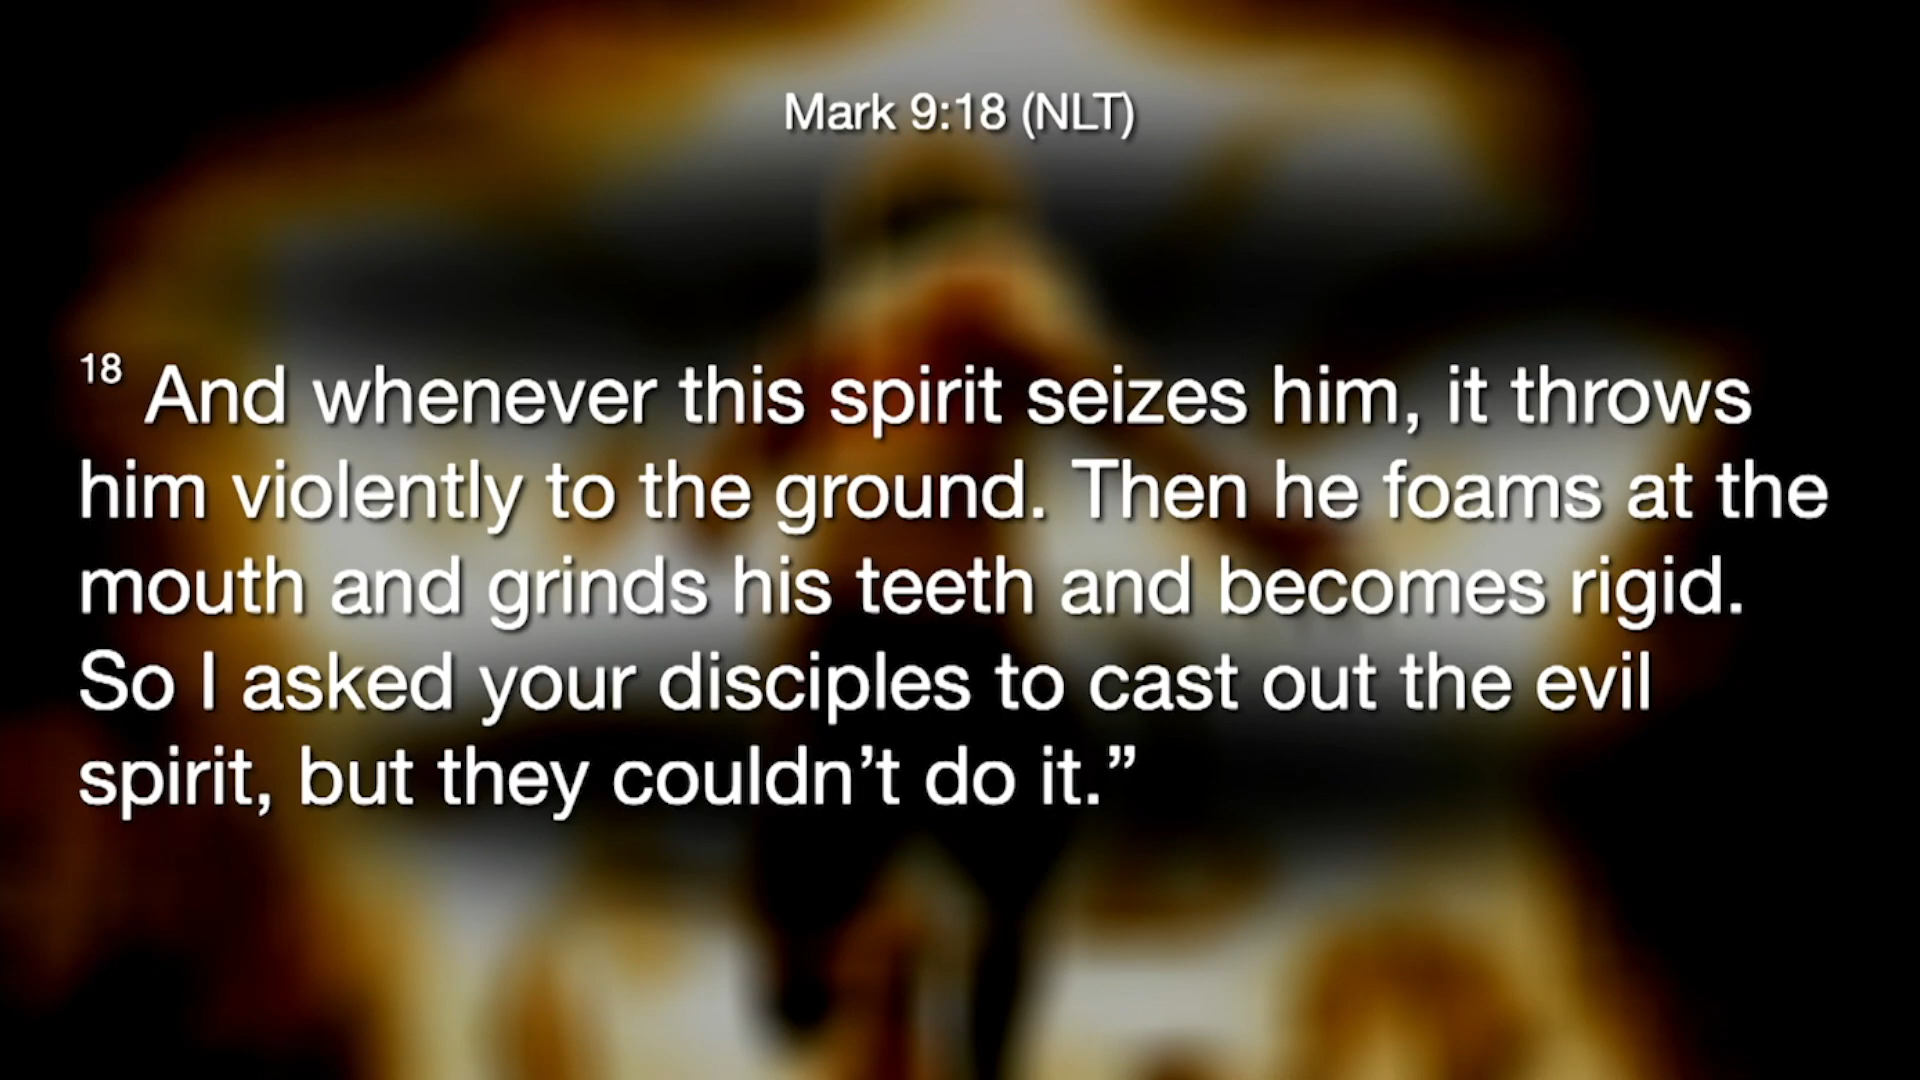 Mark 9:18 (NLT)
18 And whenever this spirit seizes him, it throws
him violently to the ground. Then he foams at the
mouth and grinds his teeth and becomes rigid.
So I asked your disciples to cast out the evil
spirit, but they couldn’t do it.”